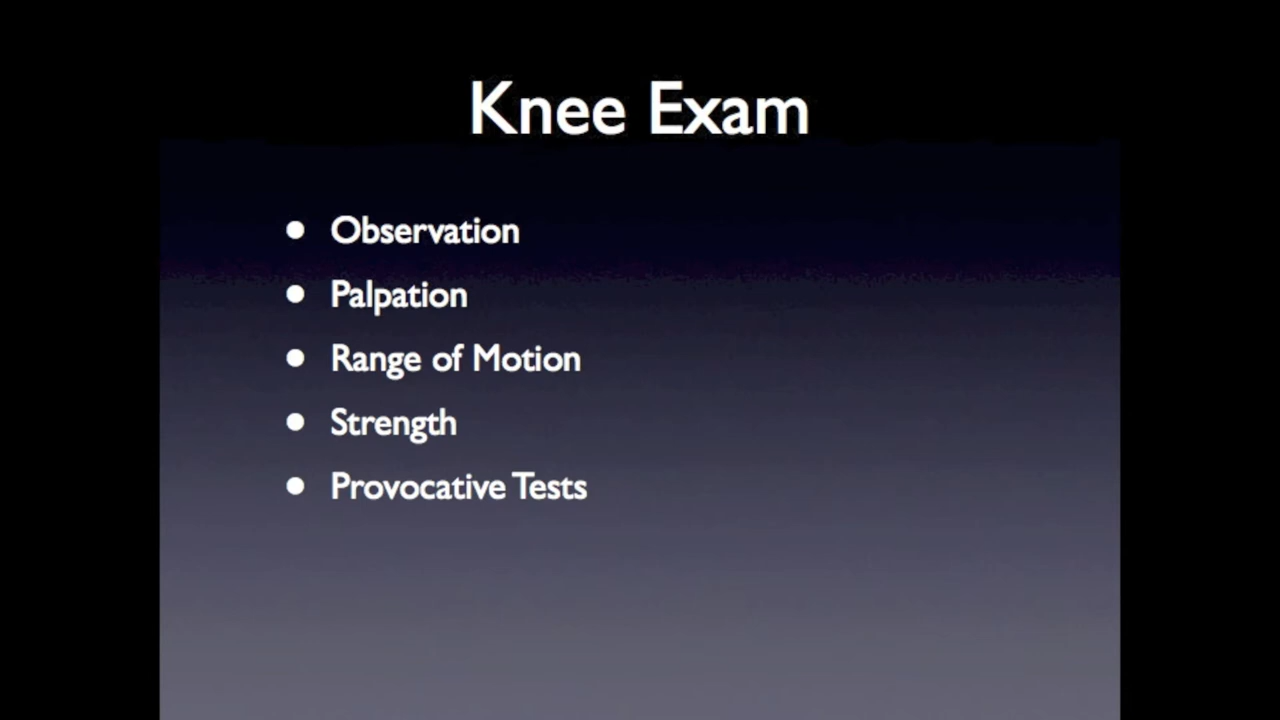 Knee Exam
• Observation
• Palpation
• Range of Motion
• Strength
• Provocative Tests